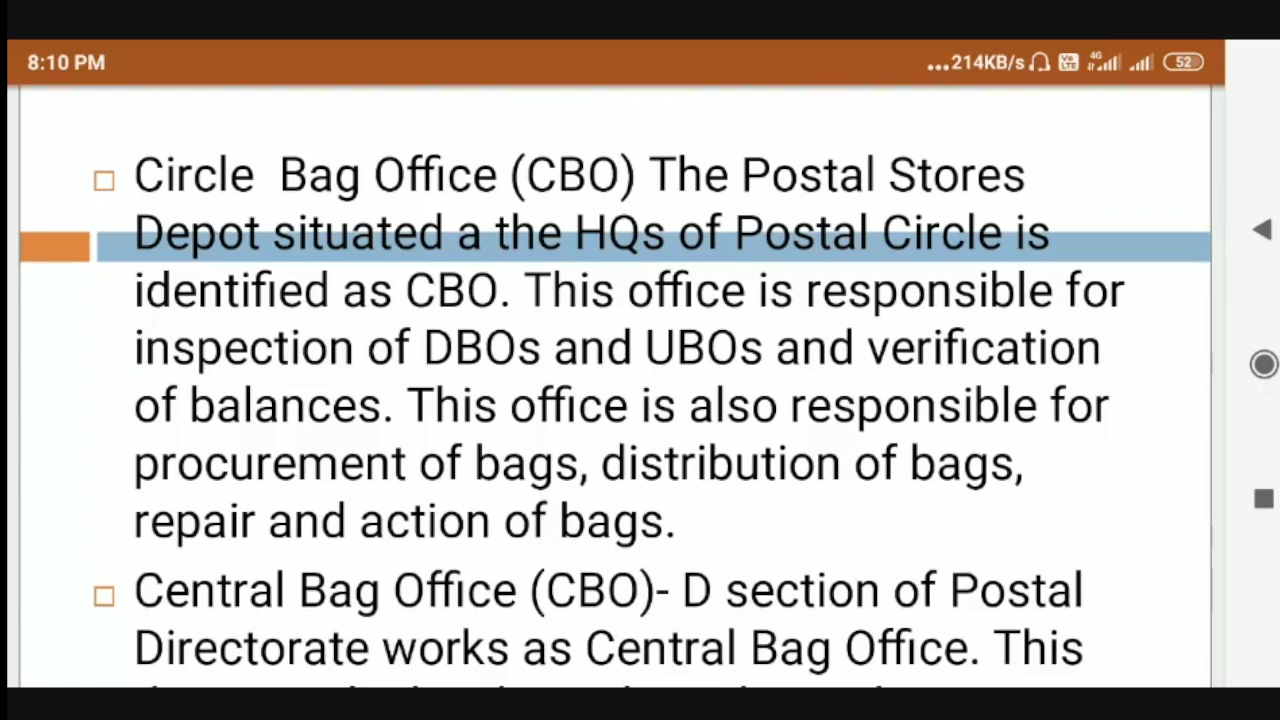 8:10 PM
...214KB/s Vo LTE 4G 52
Circle Bag Office (CBO) The Postal Stores
Depot situated a the HQs of Postal Circle is
identified as CBO. This office is responsible for
inspection of DBOs and UBOs and verification
of balances. This office is also responsible for
procurement of bags, distribution of bags,
repair and action of bags.
Central Bag Office (CBO)- D section of Postal
Directorate works as Central Bag Office. This